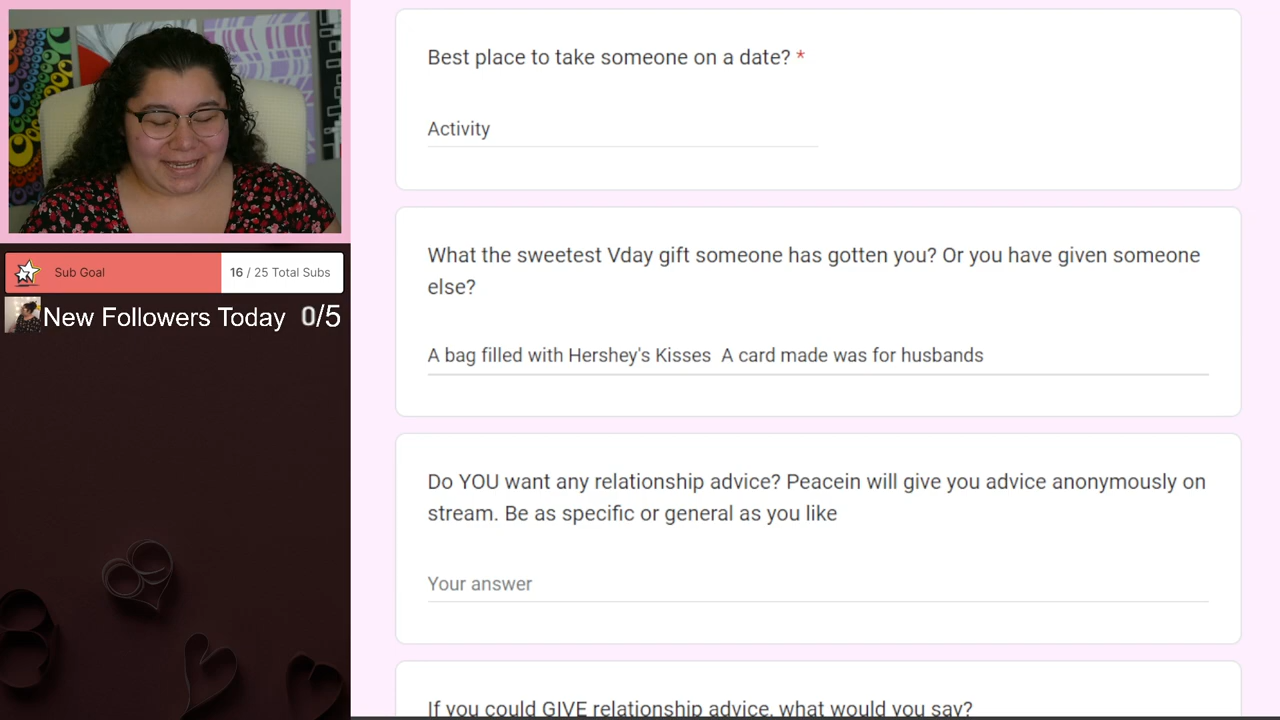 Best place to take someone on a date? *
Activity
What the sweetest Vday gift someone has gotten you? Or you have given someone
else?
A bag filled with Hershey's Kisses  A card made was for husbands
Do YOU want any relationship advice? Peacein will give you advice anonymously on
stream. Be as specific or general as you like
Your answer
If you could GIVE relationship advice, what would you say?
Sub Goal
16 / 25 Total Subs
New Followers Today 0/5